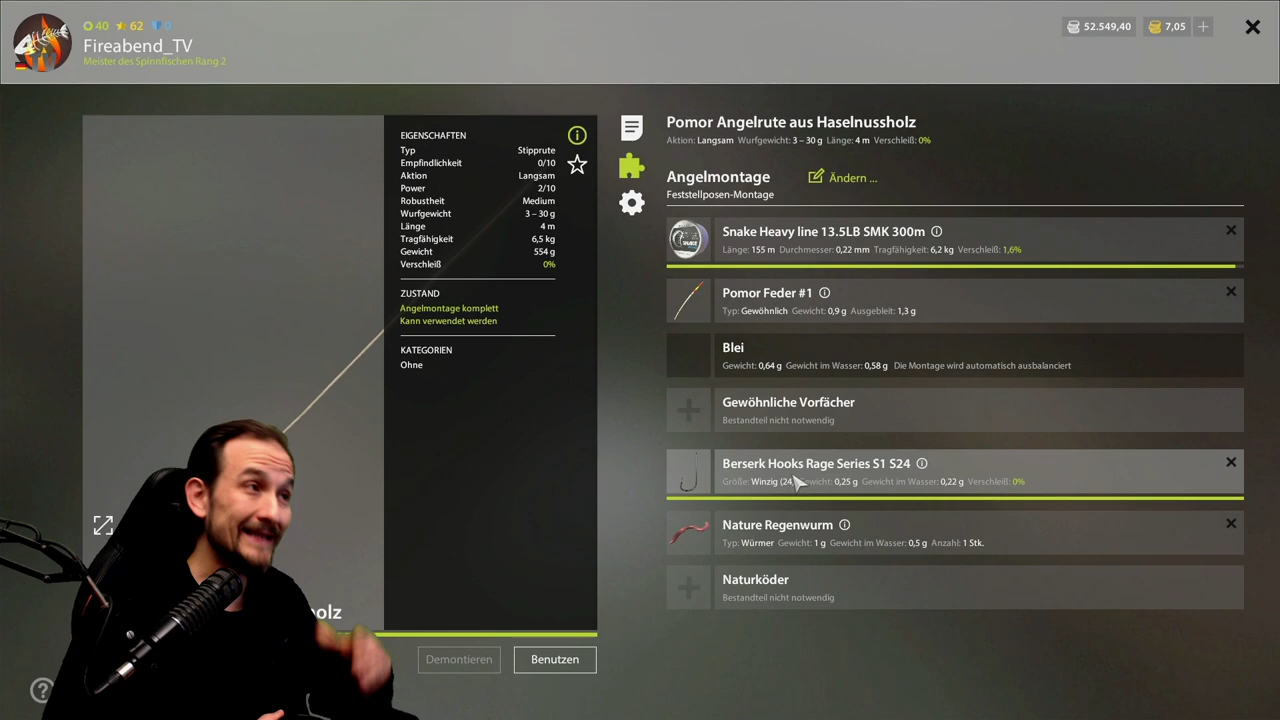 40 62 0
Fireabend_TV
Meister des Spinnfischen Rang 2
52.549,40 7,05
EIGENSCHAFTEN
Typ Stipprute
Empfindlichkeit 0/10
Aktion Langsam
Power 2/10
Robustheit Medium
Wurfgewicht 3 – 30 g
Länge 4 m
Tragfähigkeit 6,5 kg
Gewicht 554 g
Verschleiß 0%
ZUSTAND
Angelmontage komplett
Kann verwendet werden
KATEGORIEN
Ohne
Demontieren
Benutzen
Pomor Angelrute aus Haselnussholz
Aktion: Langsam Wurfgewicht: 3 – 30 g Länge: 4 m Verschleiß: 0%
Angelmontage Ändern ...
Feststellposen-Montage
Snake Heavy line 13.5LB SMK 300m
Länge: 155 m Durchmesser: 0,22 mm Tragfähigkeit: 6,2 kg Verschleiß: 1,6%
Pomor Feder #1
Typ: Gewöhnlich Gewicht: 0,9 g Ausgebleit: 1,3 g
Blei
Gewicht: 0,64 g Gewicht im Wasser: 0,58 g Die Montage wird automatisch ausbalanciert
Gewöhnliche Vorfächer
Bestandteil nicht notwendig
Berserk Hooks Rage Series S1 S24
Größe: Winzig (24 wicht: 0,25 g Gewicht im Wasser: 0,22 g Verschleiß: 0%
Nature Regenwurm
Typ: Würmer Gewicht: 1 g Gewicht im Wasser: 0,5 g Anzahl: 1 Stk.
Naturköder
Bestandteil nicht notwendig
holz
?